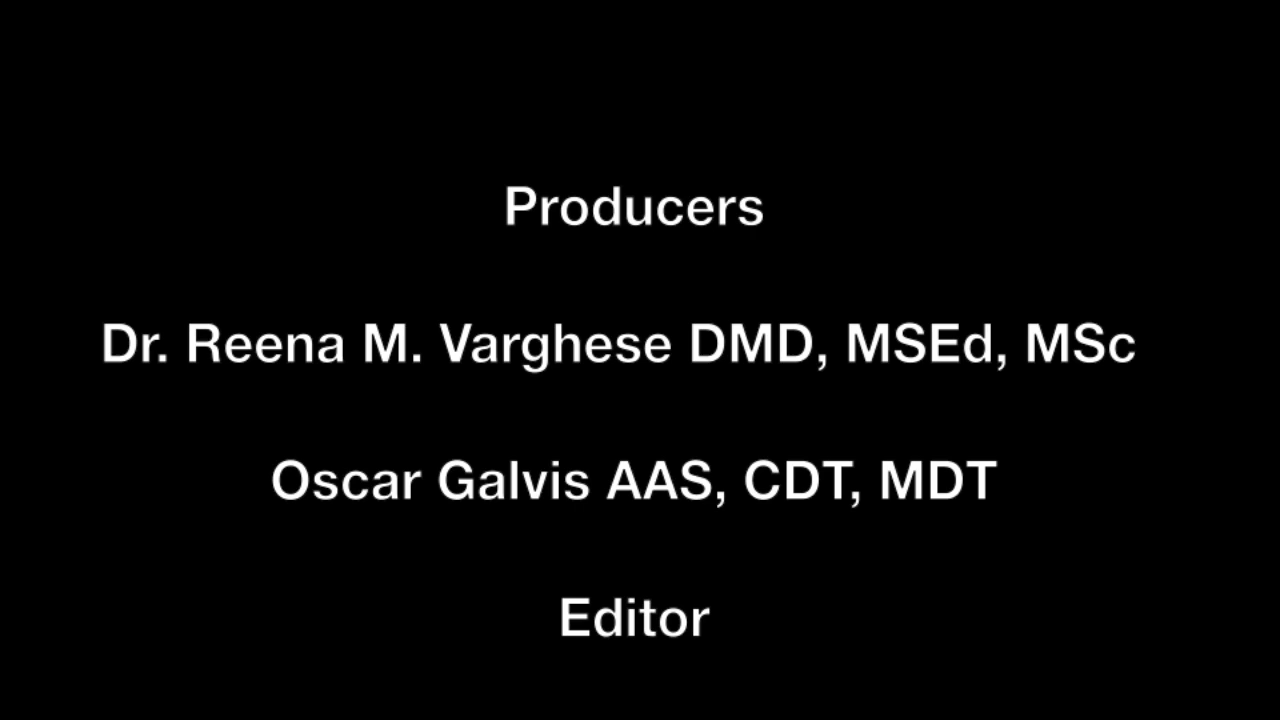 Producers
Dr. Reena M. Varghese DMD, MSEd, MSc
Oscar Galvis AAS, CDT, MDT
Editor